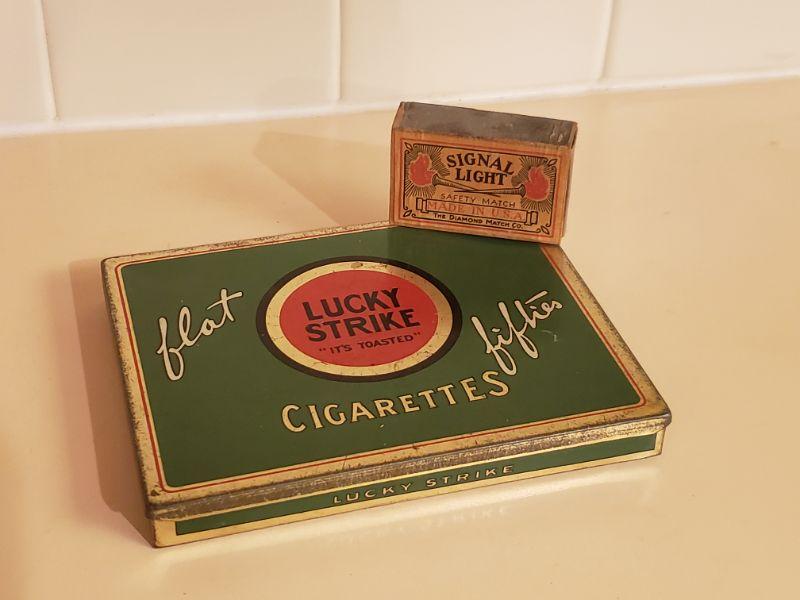 SIGNAL
LIGHT
SAFETY MATCH
MADE IN U.S.A.
THE DIAMOND MATCH CO.
flat
LUCKY
STRIKE
"IT'S TOASTED"
fifties
CIGARETTES
LUCKY STRIKE